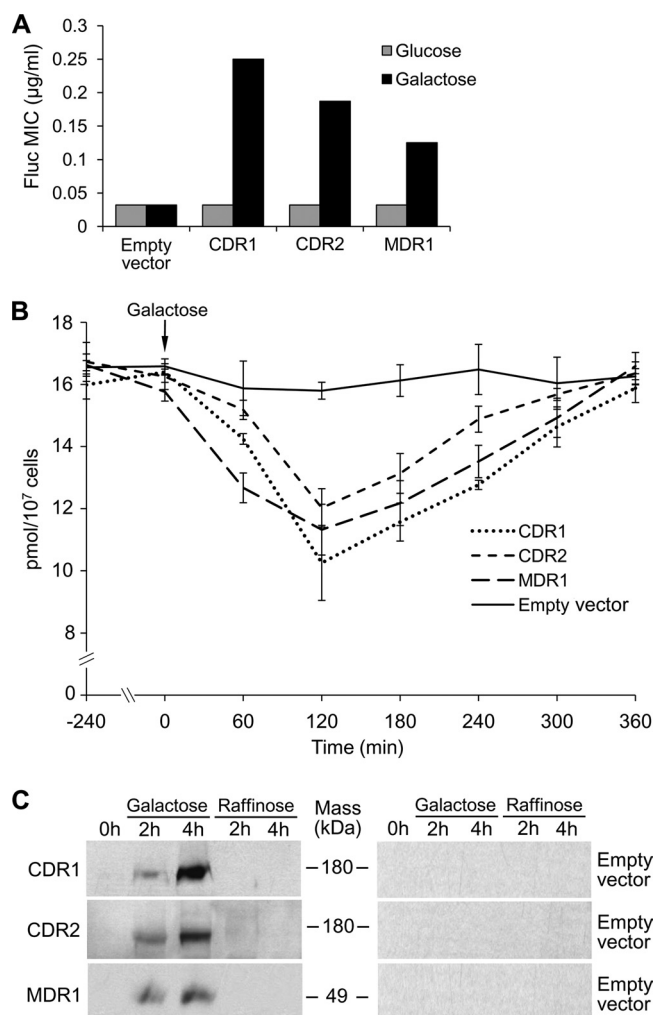 A
Fluc MIC (µg/ml)
0.3
0.25
0.2
0.15
0.1
0.05
0
Glucose
Galactose
Empty vector
CDR1
CDR2
MDR1
B
Galactose
pmol/10⁷ cells
18
16
14
12
10
8
0
CDR1
CDR2
MDR1
Empty vector
-240 0 60 120 180 240 300 360
Time (min)
C
Galactose Raffinose Mass (kDa) Galactose Raffinose
0h 2h 4h 2h 4h 0h 2h 4h 2h 4h
CDR1 – 180 – Empty vector
CDR2 – 180 – Empty vector
MDR1 – 49 – Empty vector